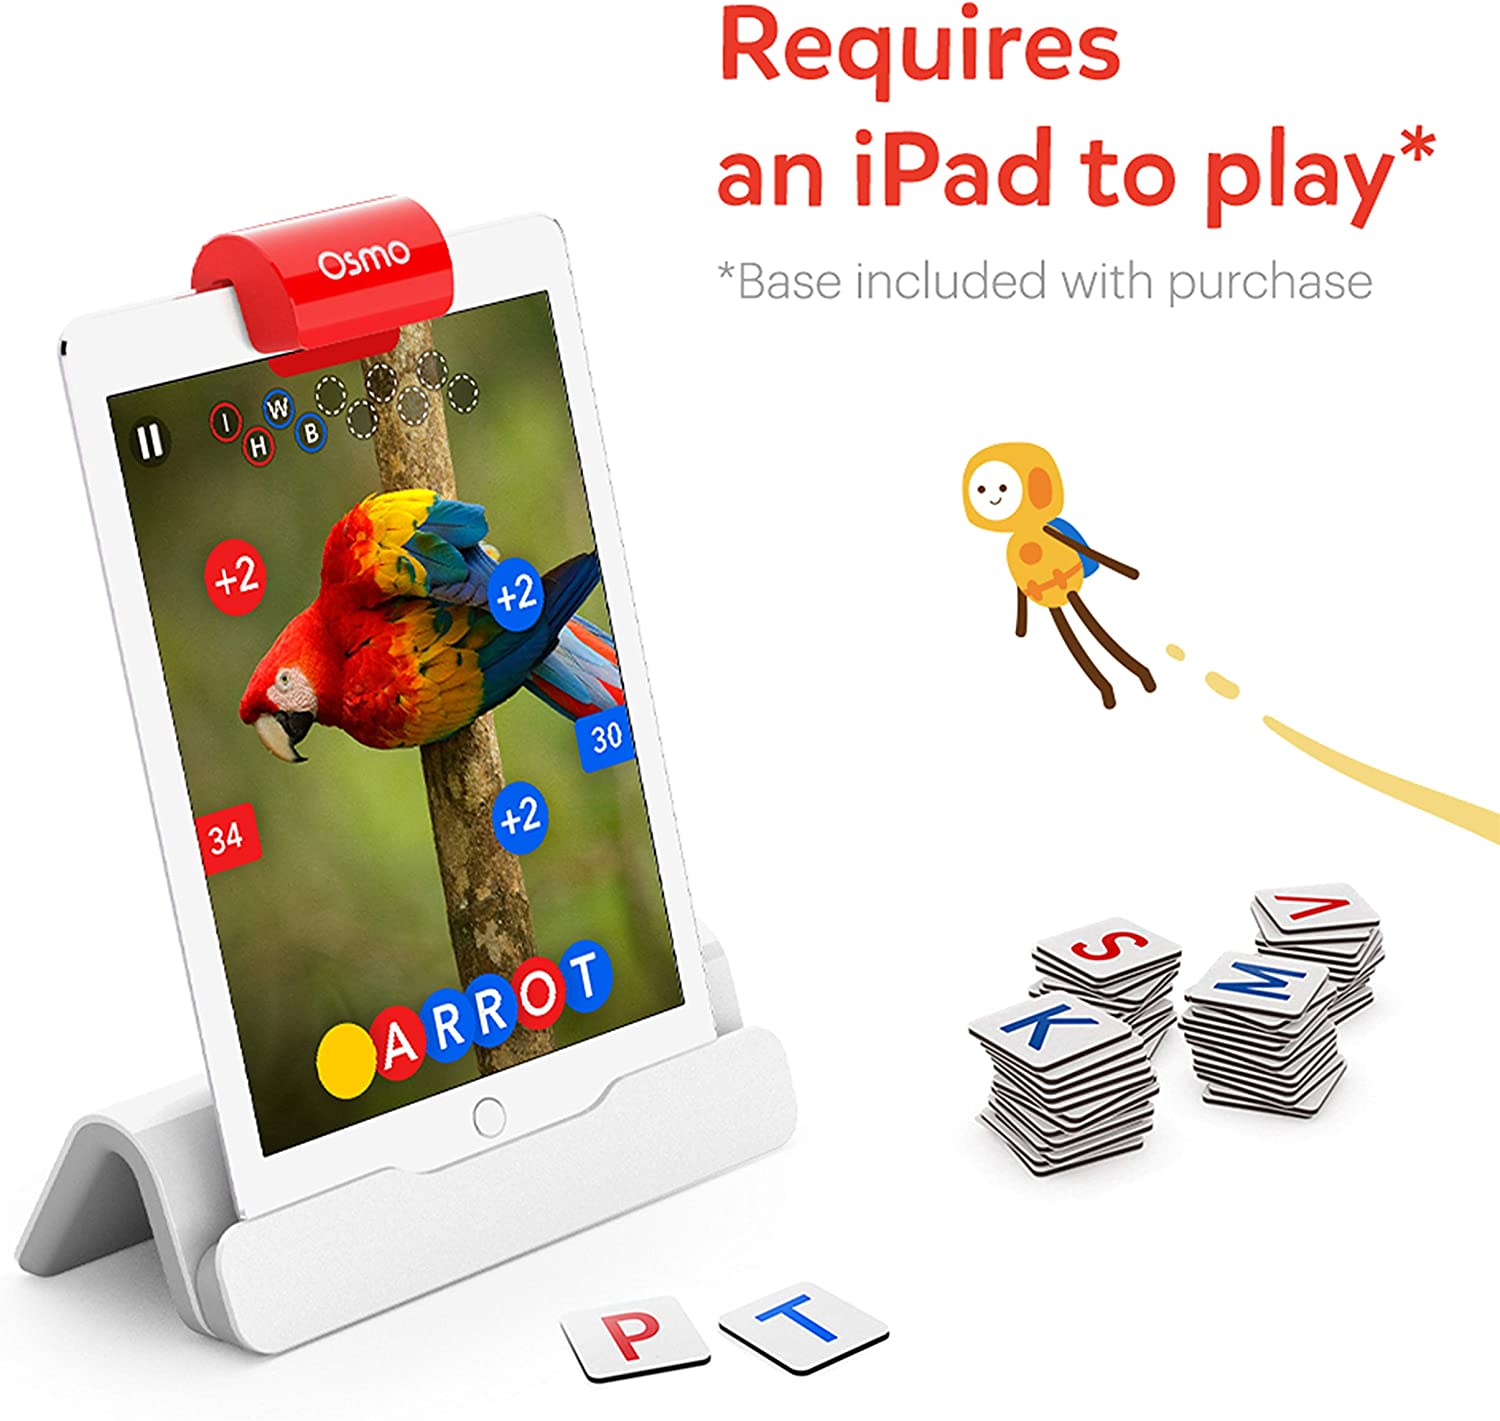 Requires
an iPad to play*
*Base included with purchase
Osmo
I W
H B
+2
+2
30
+2
34
ARROT
S
K
M
P
T